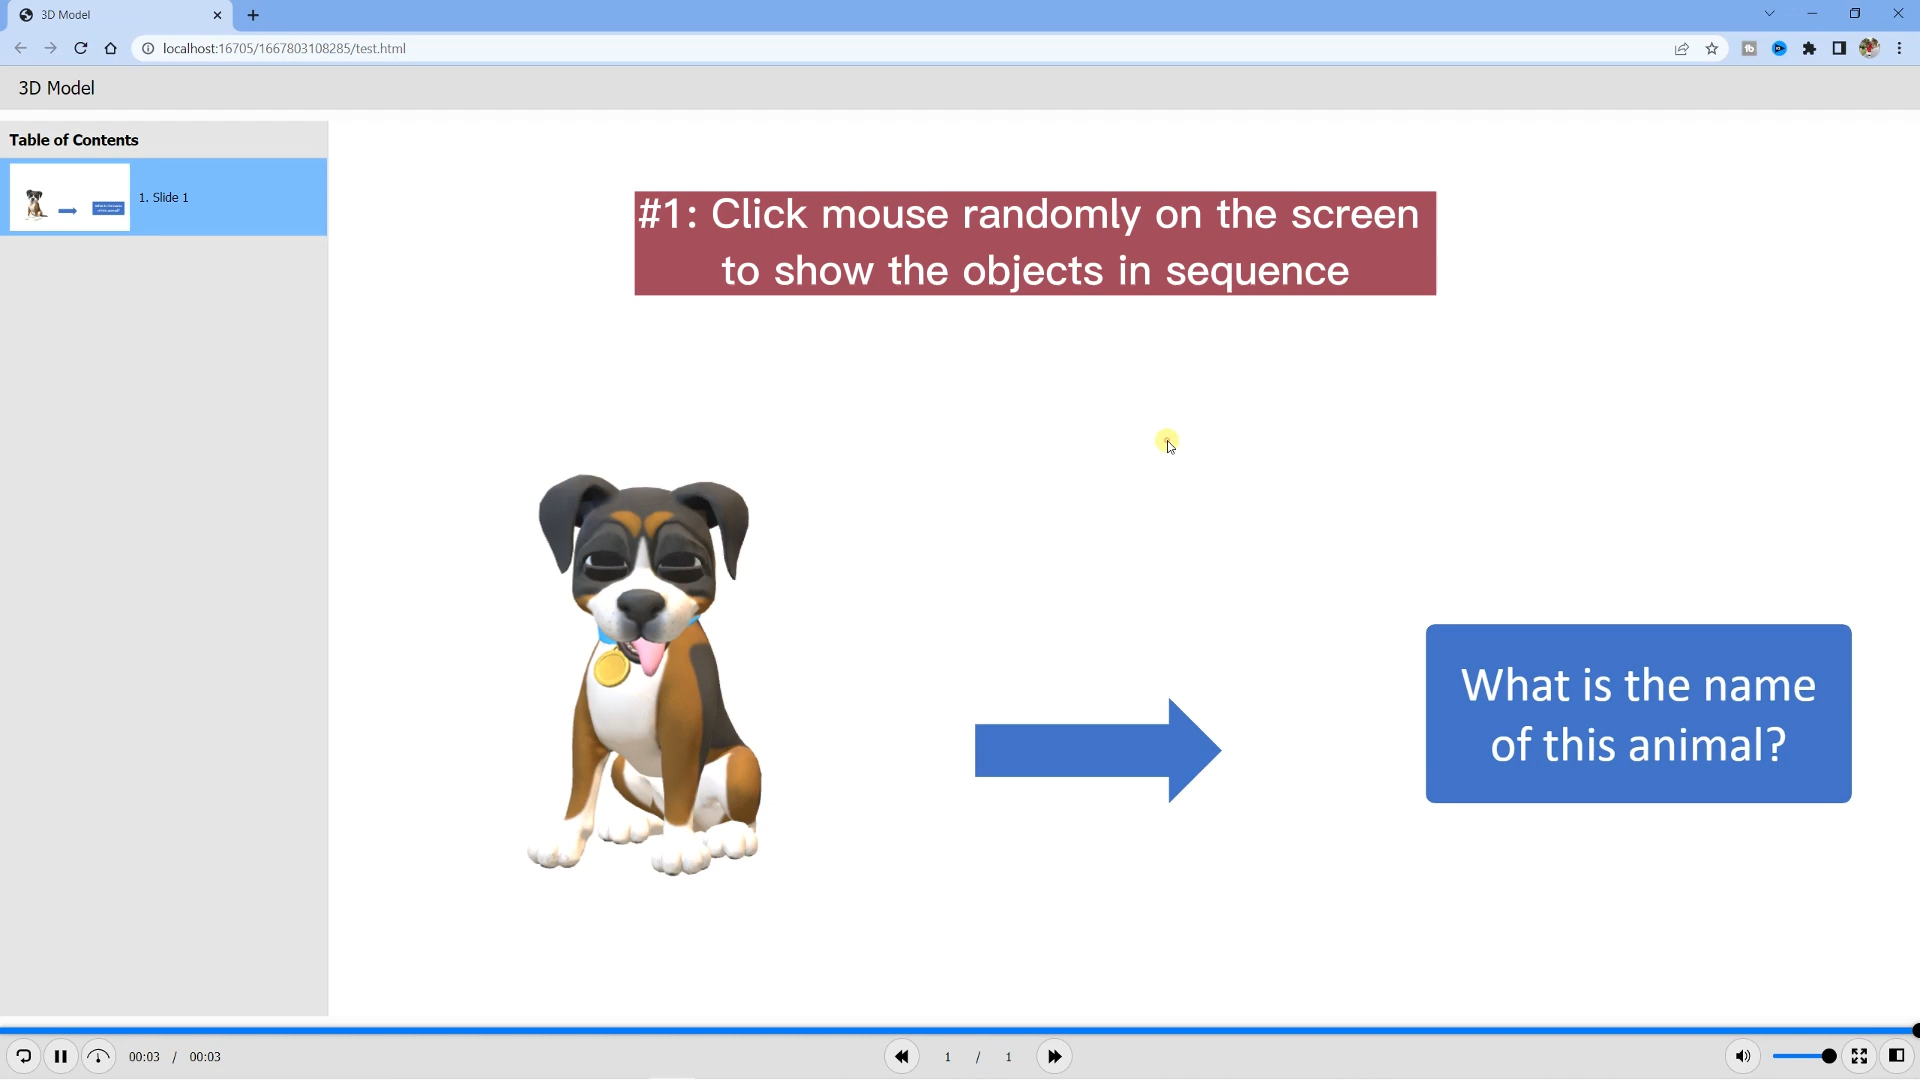 3D Model
localhost:16705/1667803108285/test.html
3D Model
Table of Contents
1. Slide 1
#1: Click mouse randomly on the screen
to show the objects in sequence
What is the name
of this animal?
00:03 / 00:03
1 / 1